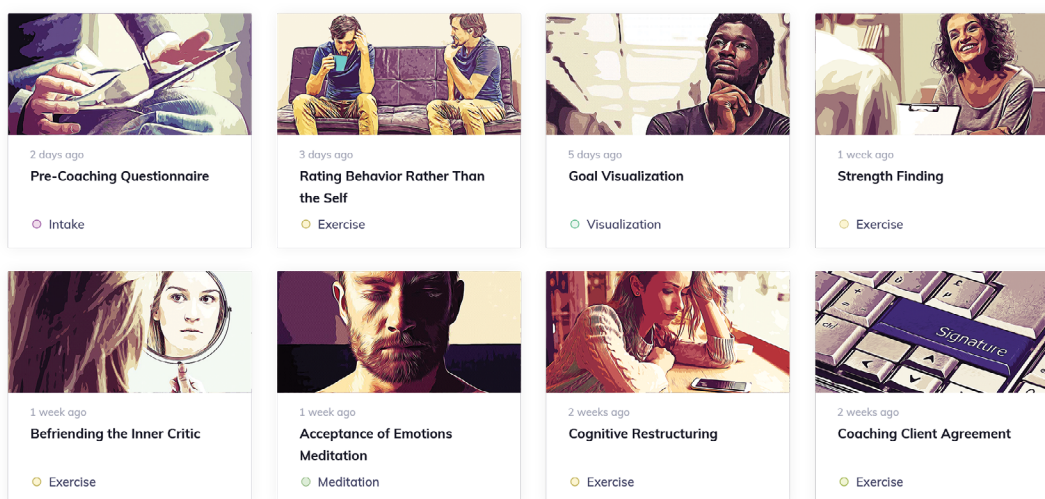 2 days ago
Pre-Coaching Questionnaire
Intake
3 days ago
Rating Behavior Rather Than
the Self
Exercise
5 days ago
Goal Visualization
Visualization
1 week ago
Strength Finding
Exercise
1 week ago
Befriending the Inner Critic
Exercise
1 week ago
Acceptance of Emotions
Meditation
Meditation
2 weeks ago
Cognitive Restructuring
Exercise
Signature
2 weeks ago
Coaching Client Agreement
Exercise